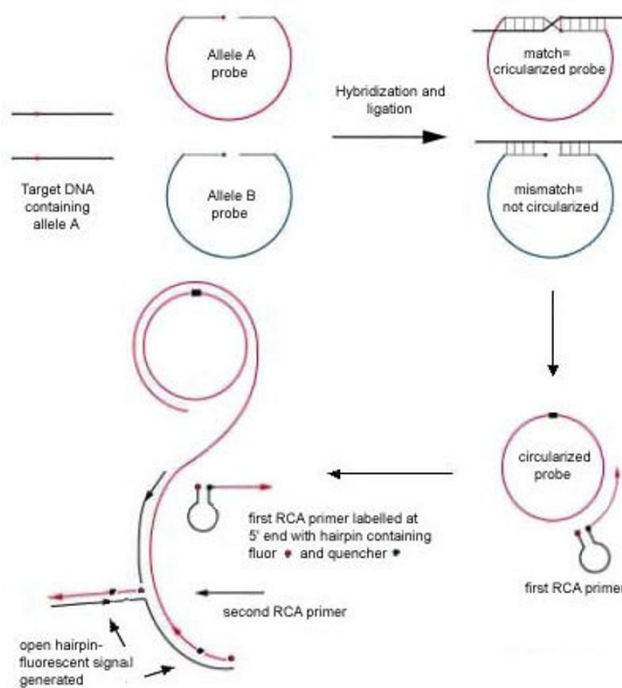 Allele A
probe
match=
cricularized probe
Hybridization and
ligation
Target DNA
containing
allele A
Allele B
probe
mismatch=
not circularized
circularized
probe
first RCA primer labelled at
5' end with hairpin containing
fluor and quencher
first RCA primer
second RCA primer
open hairpin-
fluorescent signal
generated